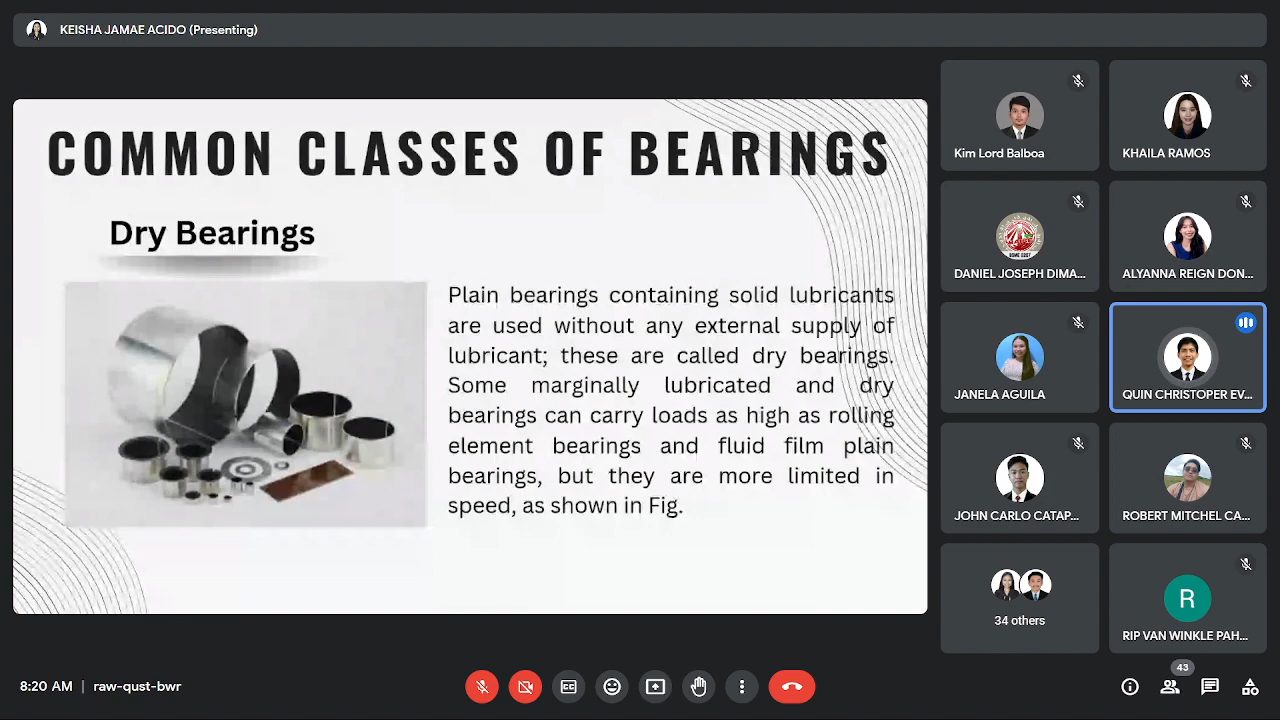 KEISHA JAMAE ACIDO (Presenting)
COMMON CLASSES OF BEARINGS
Dry Bearings
Plain bearings containing solid lubricants
are used without any external supply of
lubricant; these are called dry bearings.
Some marginally lubricated and dry
bearings can carry loads as high as rolling
element bearings and fluid film plain
bearings, but they are more limited in
speed, as shown in Fig.
Kim Lord Balboa
KHAILA RAMOS
DANIEL JOSEPH DIMA...
ALYANNA REIGN DON...
JANELA AGUILA
QUIN CHRISTOPER EV...
JOHN CARLO CATAP...
ROBERT MITCHEL CA...
34 others
R
RIP VAN WINKLE PAH...
8:20 AM | raw-qust-bwr
43